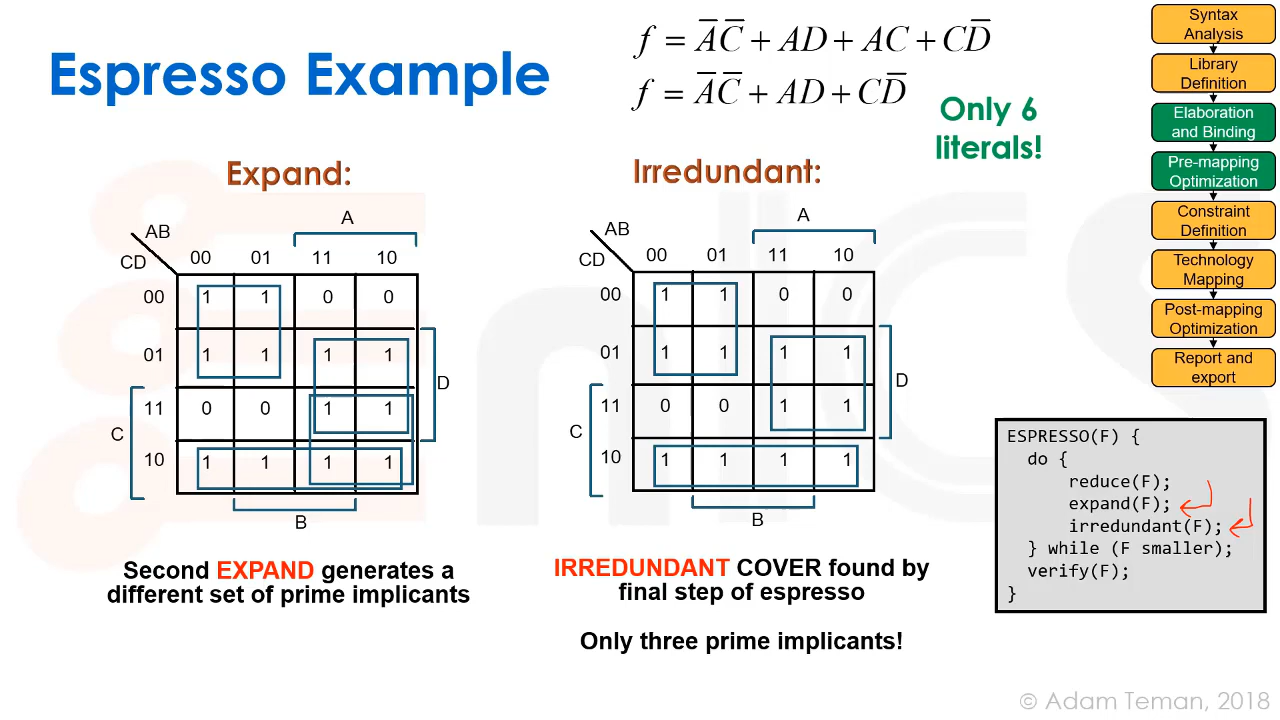 Espresso Example
f = A̅C̅ + AD + AC + CD̅
f = A̅C̅ + AD + CD̅
Only 6
literals!
Expand:
A
AB
CD
00 01 11 10
00 1 1 0 0
01 1 1 1 1
D
11 0 0 1 1
C
10 1 1 1 1
B
Second EXPAND generates a
different set of prime implicants
Irredundant:
A
AB
CD
00 01 11 10
00 1 1 0 0
01 1 1 1 1
D
11 0 0 1 1
C
10 1 1 1 1
B
IRREDUNDANT COVER found by
final step of espresso
Only three prime implicants!
Syntax
Analysis
Library
Definition
Elaboration
and Binding
Pre-mapping
Optimization
Constraint
Definition
Technology
Mapping
Post-mapping
Optimization
Report and
export
ESPRESSO(F) {
do {
reduce(F);
expand(F);
irredundant(F);
} while (F smaller);
verify(F);
}
© Adam Teman, 2018